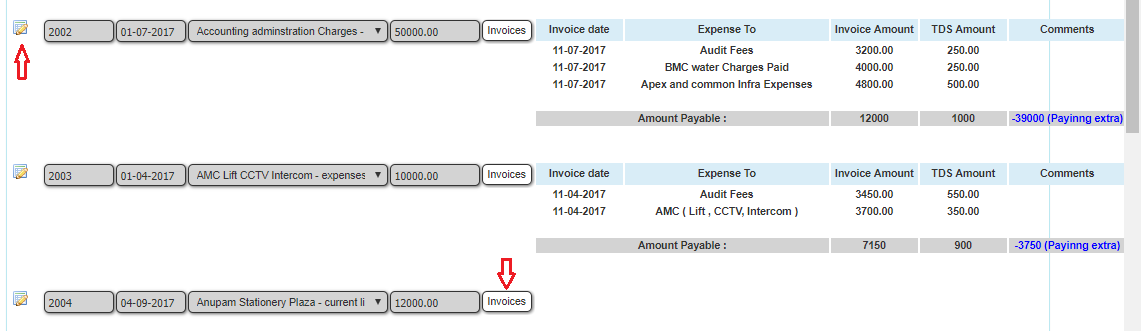 2002 01-07-2017 Accounting adminstration Charges - 50000.00 Invoices Invoice date Expense To Invoice Amount TDS Amount Comments
11-07-2017 Audit Fees 3200.00 250.00
11-07-2017 BMC water Charges Paid 4000.00 250.00
11-07-2017 Apex and common Infra Expenses 4800.00 500.00
Amount Payable : 12000 1000 -39000 (Payinng extra)
2003 01-04-2017 AMC Lift CCTV Intercom - expenses 10000.00 Invoices Invoice date Expense To Invoice Amount TDS Amount Comments
11-04-2017 Audit Fees 3450.00 550.00
11-04-2017 AMC ( Lift , CCTV, Intercom ) 3700.00 350.00
Amount Payable : 7150 900 -3750 (Payinng extra)
2004 04-09-2017 Anupam Stationery Plaza - current li 12000.00 Invoices